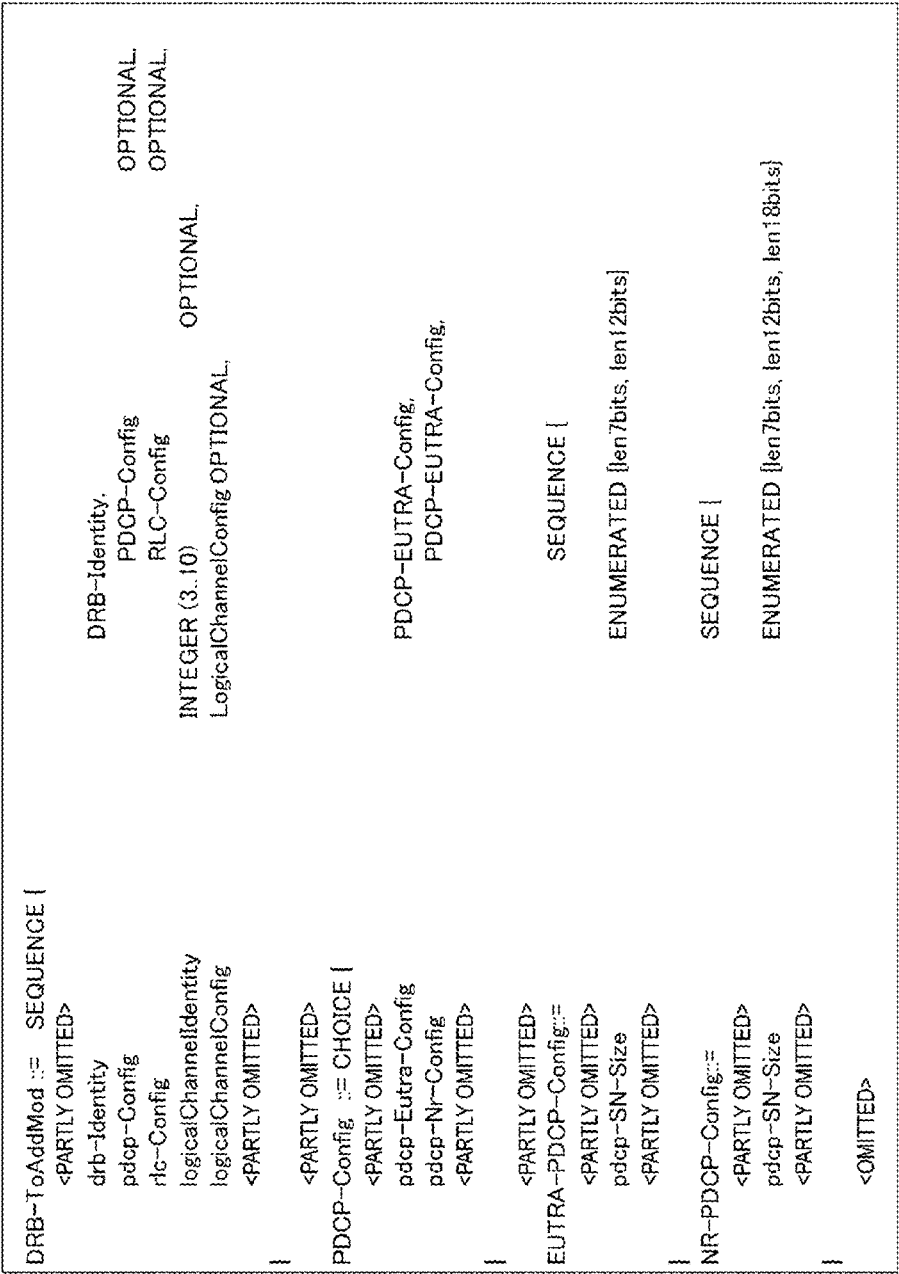 DRB-ToAddMod ::= SEQUENCE {
<PARTLY OMITTED>
drb-Identity DRB-Identity,
pdcp-Config PDCP-Config OPTIONAL,
rlc-Config RLC-Config OPTIONAL,
logicalChannelIdentity INTEGER (3..10) OPTIONAL,
logicalChannelConfig LogicalChannelConfig OPTIONAL,
<PARTLY OMITTED>
}
<PARTLY OMITTED>
PDCP-Config ::= CHOICE {
<PARTLY OMITTED>
pdcp-Eutra-Config PDCP-EUTRA-Config,
pdcp-Nr-Config PDCP-EUTRA-Config,
<PARTLY OMITTED>
}
<PARTLY OMITTED>
EUTRA-PDCP-Config::= SEQUENCE {
<PARTLY OMITTED>
pdcp-SN-Size ENUMERATED {len7bits, len12bits}
<PARTLY OMITTED>
}
NR-PDCP-Config::= SEQUENCE {
<PARTLY OMITTED>
pdcp-SN-Size ENUMERATED {len7bits, len12bits, len18bits}
<PARTLY OMITTED>
}
<OMITTED>